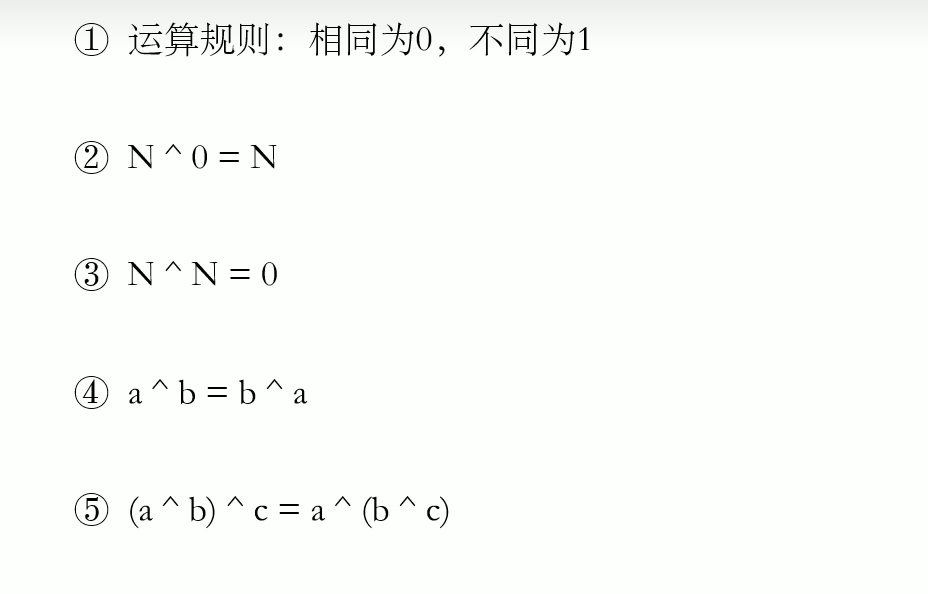 ① 运算规则：相同为0，不同为1
② N ^ 0 = N
③ N ^ N = 0
④ a ^ b = b ^ a
⑤ (a ^ b) ^ c = a ^ (b ^ c)